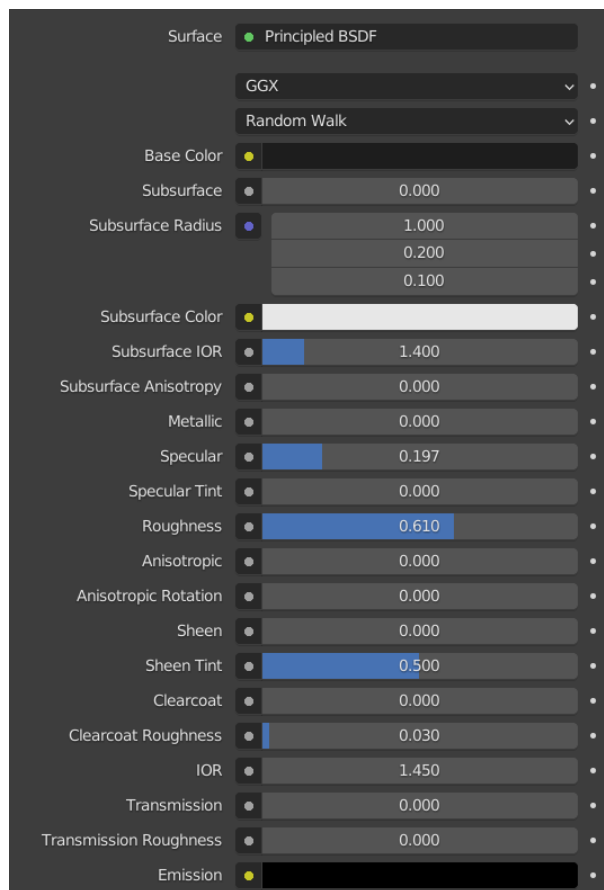 Surface Principled BSDF
GGX
Random Walk
Base Color
Subsurface 0.000
Subsurface Radius 1.000
0.200
0.100
Subsurface Color
Subsurface IOR 1.400
Subsurface Anisotropy 0.000
Metallic 0.000
Specular 0.197
Specular Tint 0.000
Roughness 0.610
Anisotropic 0.000
Anisotropic Rotation 0.000
Sheen 0.000
Sheen Tint 0.500
Clearcoat 0.000
Clearcoat Roughness 0.030
IOR 1.450
Transmission 0.000
Transmission Roughness 0.000
Emission